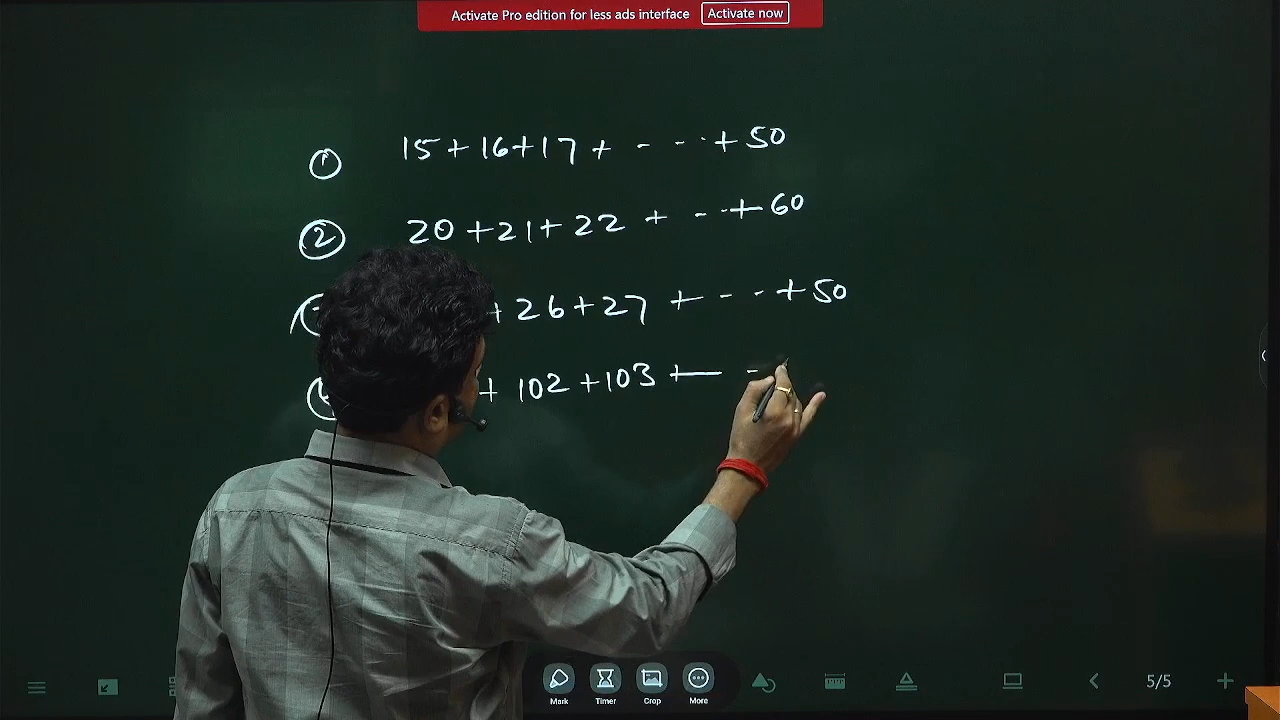 Activate Pro edition for less ads interface Activate now
① 15+16+17+ - - - +50
② 20+21+22 + - - +60
+26+27 + - - - +50
+ 102 +103 + — -
Mark Timer Crop More
5/5